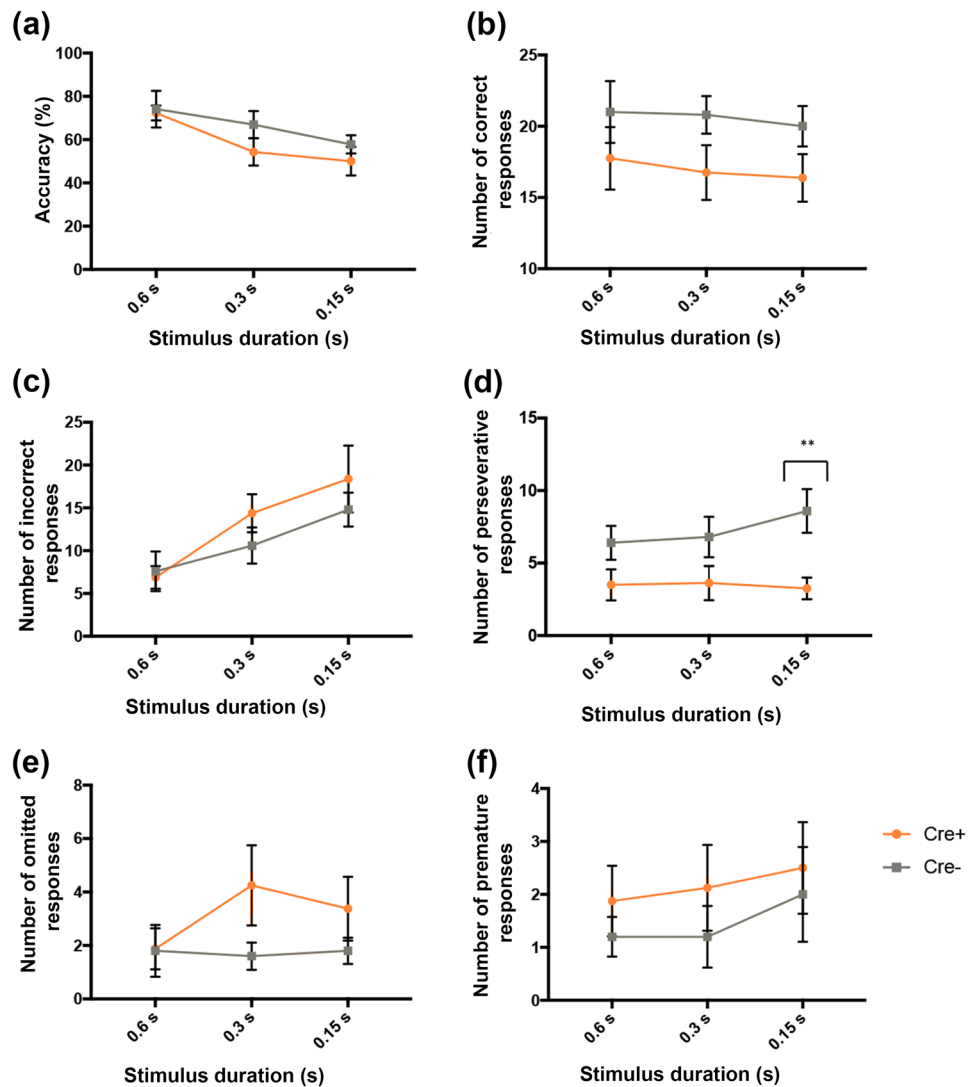 (a)
Accuracy (%)
100
80
60
40
20
0
0.6 s
0.3 s
0.15 s
Stimulus duration (s)
(b)
Number of correct
responses
25
20
15
10
0.6 s
0.3 s
0.15 s
Stimulus duration (s)
(c)
Number of incorrect
responses
25
20
15
10
5
0
0.6 s
0.3 s
0.15 s
Stimulus duration (s)
(d)
Number of perseverative
responses
15
10
5
0
**
0.6 s
0.3 s
0.15 s
Stimulus duration (s)
(e)
Number of omitted
responses
8
6
4
2
0
0.6 s
0.3 s
0.15 s
Stimulus duration (s)
(f)
Number of premature
responses
4
3
2
1
0
0.6 s
0.3 s
0.15 s
Stimulus duration (s)
Cre+
Cre-